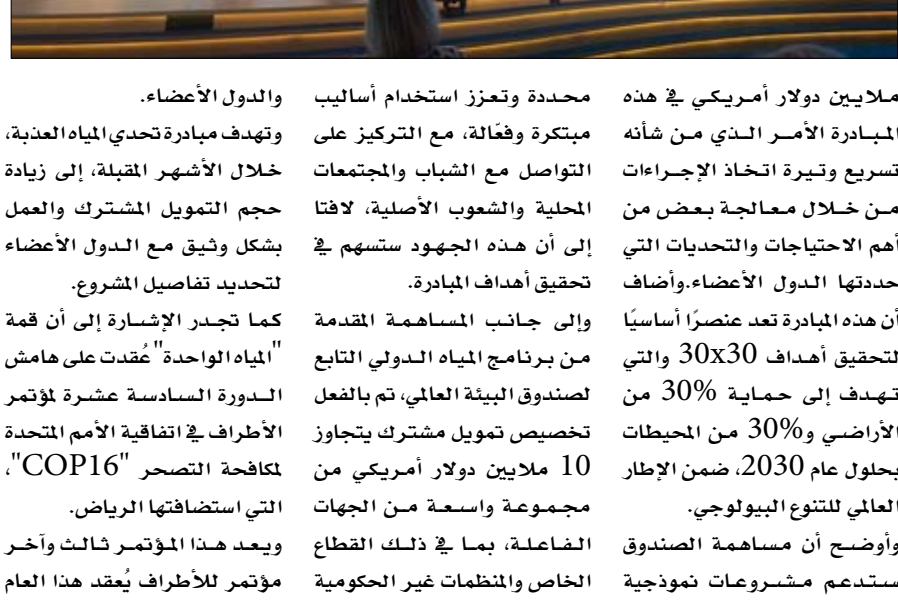 ملايين دولار أمريكي في هذه
المبادرة الأمر الذي من شأنه
تسريع وتيرة اتخاذ الإجراءات
من خلال معالجة بعض من
أهم الاحتياجات والتحديات التي
حددتها الدول الأعضاء.وأضاف
أن هذه المبادرة تعد عنصرًا أساسيًا
لتحقيق أهداف 30x30 والتي
تهدف إلى حماية 30% من
الأراضي و30% من المحيطات
بحلول عام 2030، ضمن الإطار
العالمي للتنوع البيولوجي.
وأوضح أن مساهمة الصندوق
ستدعم مشروعات نموذجية
محددة وتعزز استخدام أساليب
مبتكرة وفعّالة، مع التركيز على
التواصل مع الشباب والمجتمعات
المحلية والشعوب الأصلية، لافتا
إلى أن هذه الجهود ستسهم في
تحقيق أهداف المبادرة.
وإلى جانب المساهمة المقدمة
من برنامج المياه الدولي التابع
لصندوق البيئة العالمي، تم بالفعل
تخصيص تمويل مشترك يتجاوز
10 ملايين دولار أمريكي من
مجموعة واسعة من الجهات
الفاعلة، بما في ذلك القطاع
الخاص والمنظمات غير الحكومية
والدول الأعضاء.
وتهدف مبادرة تحدي المياه العذبة،
خلال الأشهر المقبلة، إلى زيادة
حجم التمويل المشترك والعمل
بشكل وثيق مع الدول الأعضاء
لتحديد تفاصيل المشروع.
كما تجدر الإشارة إلى أن قمة
"المياه الواحدة" عُقدت على هامش
الدورة السادسة عشرة لمؤتمر
الأطراف في اتفاقية الأمم المتحدة
لمكافحة التصحر "COP16"،
التي استضافتها الرياض.
ويعد هذا المؤتمر ثالث وآخر
مؤتمر للأطراف يُعقد هذا العام